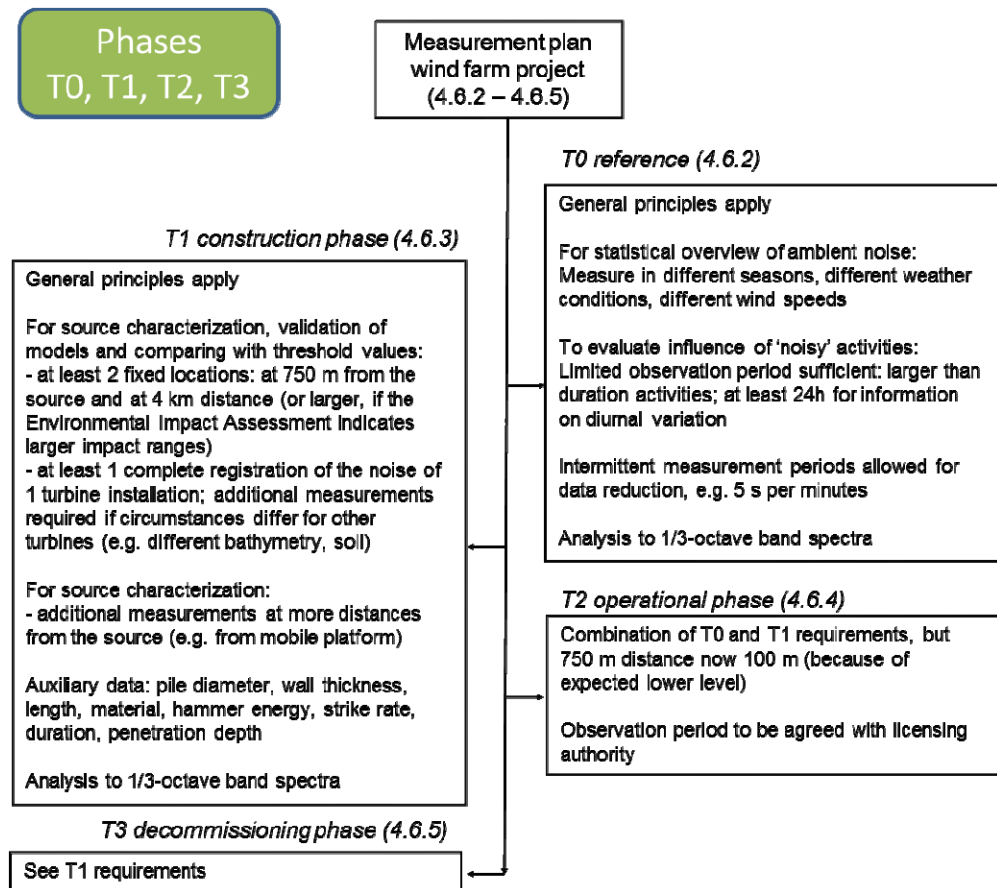 Phases
T0, T1, T2, T3
Measurement plan
wind farm project
(4.6.2 – 4.6.5)
T0 reference (4.6.2)
General principles apply
For statistical overview of ambient noise:
Measure in different seasons, different weather
conditions, different wind speeds
To evaluate influence of ‘noisy’ activities:
Limited observation period sufficient: larger than
duration activities; at least 24h for information
on diurnal variation
Intermittent measurement periods allowed for
data reduction, e.g. 5 s per minutes
Analysis to 1/3-octave band spectra
T1 construction phase (4.6.3)
General principles apply
For source characterization, validation of
models and comparing with threshold values:
- at least 2 fixed locations: at 750 m from the
source and at 4 km distance (or larger, if the
Environmental Impact Assessment indicates
larger impact ranges)
- at least 1 complete registration of the noise of
1 turbine installation; additional measurements
required if circumstances differ for other
turbines (e.g. different bathymetry, soil)
For source characterization:
- additional measurements at more distances
from the source (e.g. from mobile platform)
Auxiliary data: pile diameter, wall thickness,
length, material, hammer energy, strike rate,
duration, penetration depth
Analysis to 1/3-octave band spectra
T2 operational phase (4.6.4)
Combination of T0 and T1 requirements, but
750 m distance now 100 m (because of
expected lower level)
Observation period to be agreed with licensing
authority
T3 decommissioning phase (4.6.5)
See T1 requirements